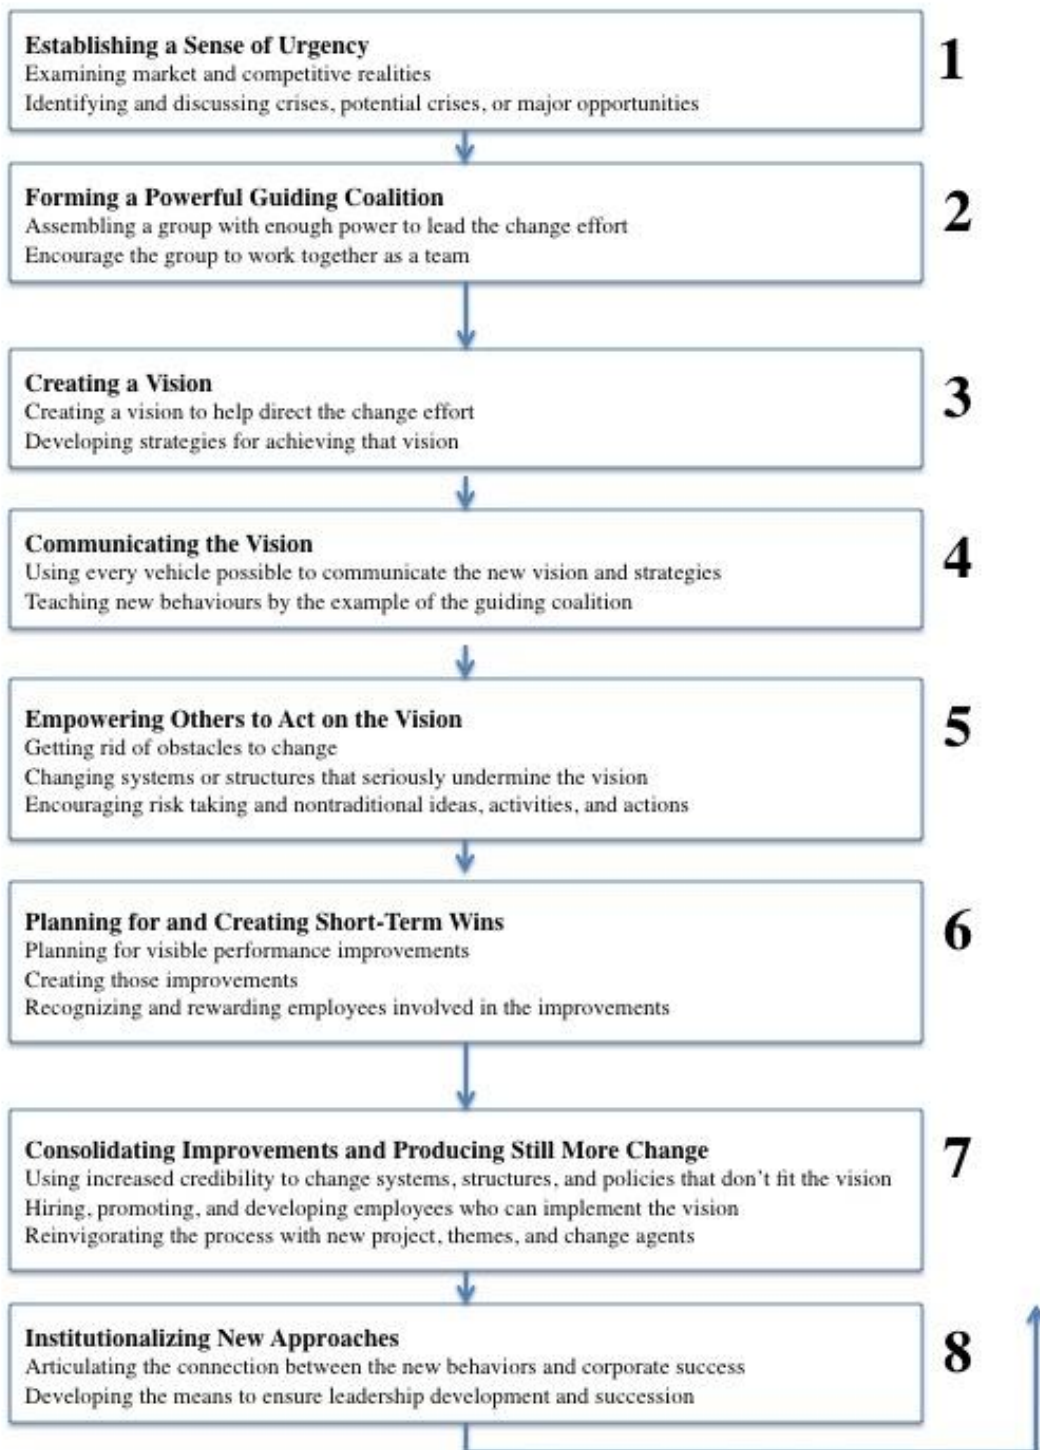 Establishing a Sense of Urgency
Examining market and competitive realities
Identifying and discussing crises, potential crises, or major opportunities
1
Forming a Powerful Guiding Coalition
Assembling a group with enough power to lead the change effort
Encourage the group to work together as a team
2
Creating a Vision
Creating a vision to help direct the change effort
Developing strategies for achieving that vision
3
Communicating the Vision
Using every vehicle possible to communicate the new vision and strategies
Teaching new behaviours by the example of the guiding coalition
4
Empowering Others to Act on the Vision
Getting rid of obstacles to change
Changing systems or structures that seriously undermine the vision
Encouraging risk taking and nontraditional ideas, activities, and actions
5
Planning for and Creating Short-Term Wins
Planning for visible performance improvements
Creating those improvements
Recognizing and rewarding employees involved in the improvements
6
Consolidating Improvements and Producing Still More Change
Using increased credibility to change systems, structures, and policies that don't fit the vision
Hiring, promoting, and developing employees who can implement the vision
Reinvigorating the process with new project, themes, and change agents
7
Institutionalizing New Approaches
Articulating the connection between the new behaviors and corporate success
Developing the means to ensure leadership development and succession
8